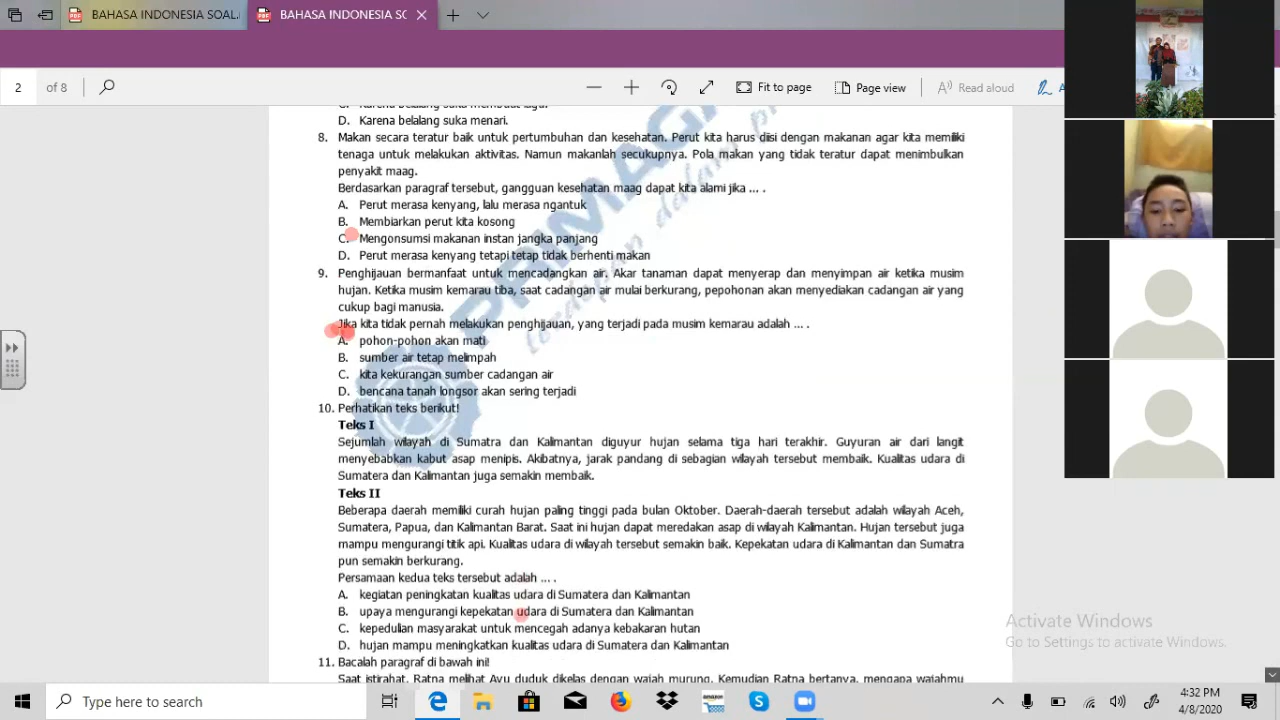 BAHASA INDONESIA SOAL
BAHASA INDONESIA SO
2 of 8
Fit to page
Page view
Read aloud
D. Karena belalang suka menari.
8. Makan secara teratur baik untuk pertumbuhan dan kesehatan. Perut kita harus diisi dengan makanan agar kita memiliki
tenaga untuk melakukan aktivitas. Namun makanlah secukupnya. Pola makan yang tidak teratur dapat menimbulkan
penyakit maag.
Berdasarkan paragraf tersebut, gangguan kesehatan maag dapat kita alami jika ... .
A. Perut merasa kenyang, lalu merasa ngantuk
B. Membiarkan perut kita kosong
C. Mengonsumsi makanan instan jangka panjang
D. Perut merasa kenyang tetapi tetap tidak berhenti makan
9. Penghijauan bermanfaat untuk mencadangkan air. Akar tanaman dapat menyerap dan menyimpan air ketika musim
hujan. Ketika musim kemarau tiba, saat cadangan air mulai berkurang, pepohonan akan menyediakan cadangan air yang
cukup bagi manusia.
Jika kita tidak pernah melakukan penghijauan, yang terjadi pada musim kemarau adalah ... .
A. pohon-pohon akan mati
B. sumber air tetap melimpah
C. kita kekurangan sumber cadangan air
D. bencana tanah longsor akan sering terjadi
10. Perhatikan teks berikut!
Teks I
Sejumlah wilayah di Sumatra dan Kalimantan diguyur hujan selama tiga hari terakhir. Guyuran air dari langit
menyebabkan kabut asap menipis. Akibatnya, jarak pandang di sebagian wilayah tersebut membaik. Kualitas udara di
Sumatera dan Kalimantan juga semakin membaik.
Teks II
Beberapa daerah memiliki curah hujan paling tinggi pada bulan Oktober. Daerah-daerah tersebut adalah wilayah Aceh,
Sumatera, Papua, dan Kalimantan Barat. Saat ini hujan dapat meredakan asap di wilayah Kalimantan. Hujan tersebut juga
mampu mengurangi titik api. Kualitas udara di wilayah tersebut semakin baik. Kepekatan udara di Kalimantan dan Sumatra
pun semakin berkurang.
Persamaan kedua teks tersebut adalah ... .
A. kegiatan peningkatan kualitas udara di Sumatera dan Kalimantan
B. upaya mengurangi kepekatan udara di Sumatera dan Kalimantan
C. kepedulian masyarakat untuk mencegah adanya kebakaran hutan
D. hujan mampu meningkatkan kualitas udara di Sumatera dan Kalimantan
11. Bacalah paragraf di bawah ini!
Saat istirahat, Ratna melihat Ayu duduk dikelas dengan wajah murung. Kemudian Ratna bertanya, mengapa wajahmu
Activate Windows
Go to Settings to activate Windows.
Type here to search
4:32 PM
4/8/2020